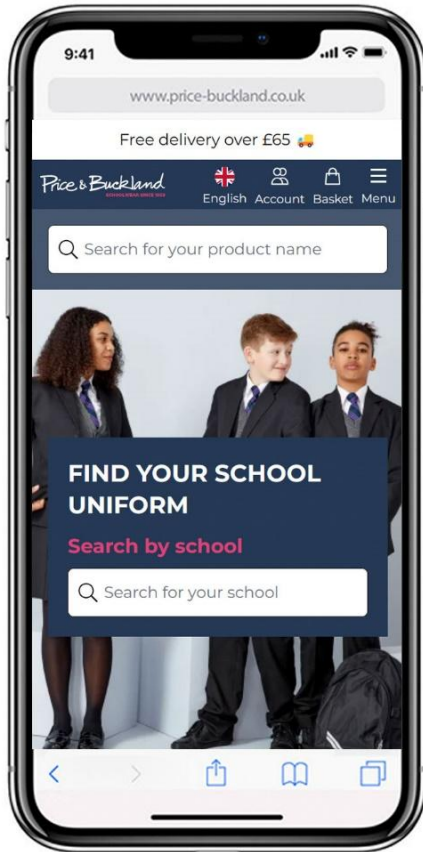 9:41
www.price-buckland.co.uk
Free delivery over £65
Price & Buckland
English Account Basket Menu
Search for your product name
FIND YOUR SCHOOL
UNIFORM
Search by school
Search for your school